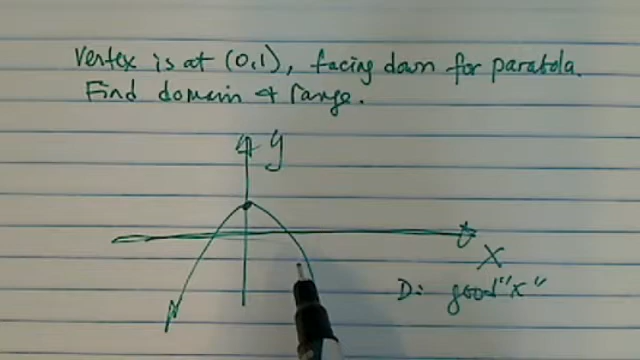 Vertex is at (0,1), facing down for parabola.
Find domain & range.
y
x
D: good "x"